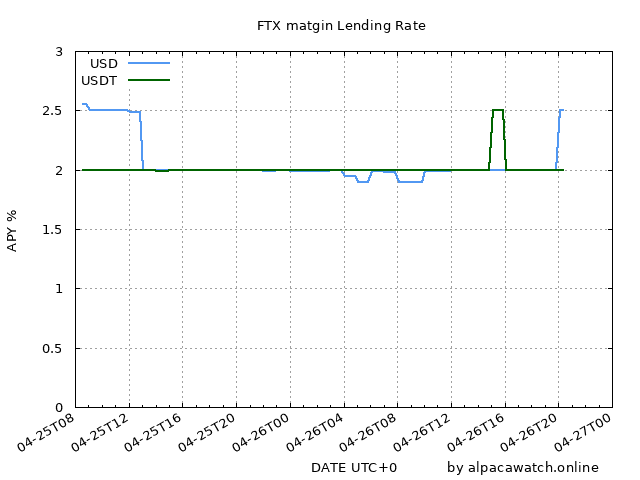 FTX matgin Lending Rate
USD
USDT
3
2.5
2
1.5
1
0.5
0
APY %
04-25T08
04-25T12
04-25T16
04-25T20
04-26T00
04-26T04
04-26T08
04-26T12
04-26T16
04-26T20
04-27T00
DATE UTC+0
by alpacawatch.online